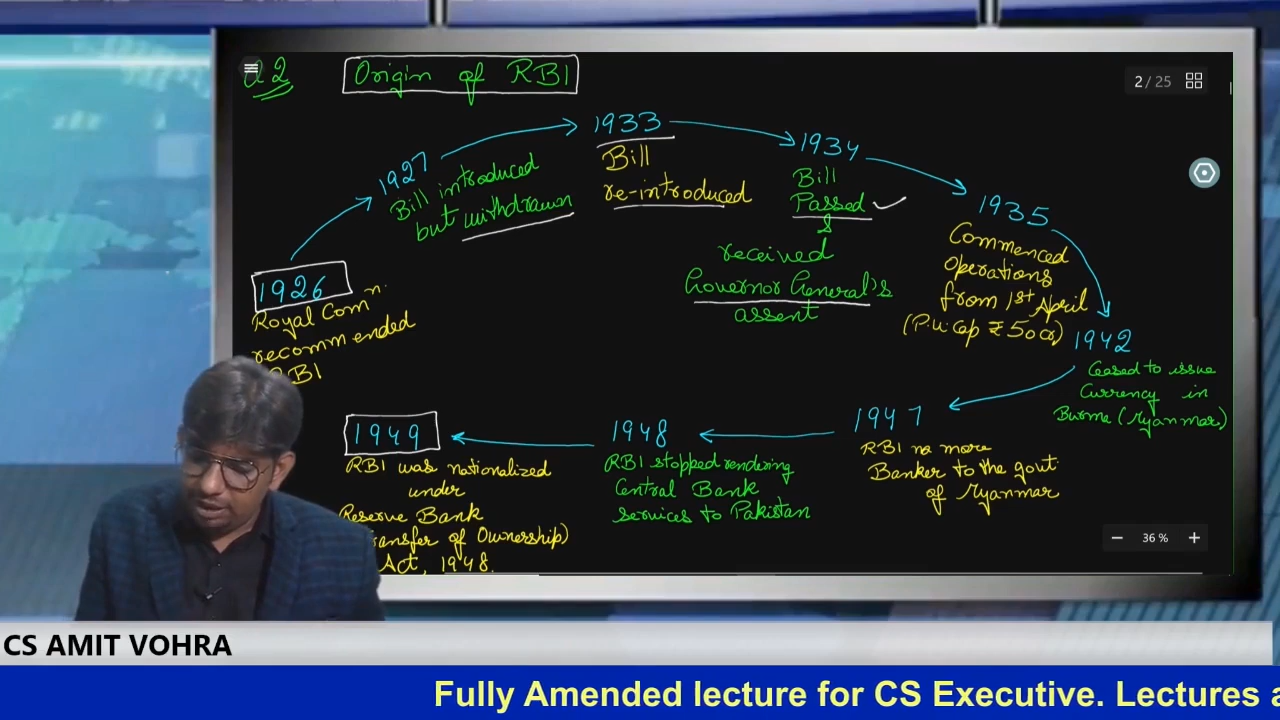 Q2
Origin of RBI
2 / 25
1926
Royal Comⁿ.
recommended
RBI
1927
Bill introduced
but withdrawn
1933
Bill
re-introduced
1934
Bill
Passed
&
received
Governor General's
assent
1935
Commenced
Operations
from 1st April
(P.u. Cap ₹ 5 Cr)
1942
Ceased to issue
Currency in
Burma (Myanmar)
1947
RBI no more
Banker to the govt.
of Myanmar
1948
RBI stopped rendering
Central Bank
services to Pakistan
1949
RBI was nationalized
under
Reserve Bank
ansfer of Ownership)
Act, 1948.
36 %
CS AMIT VOHRA
Fully Amended lecture for CS Executive. Lectures a